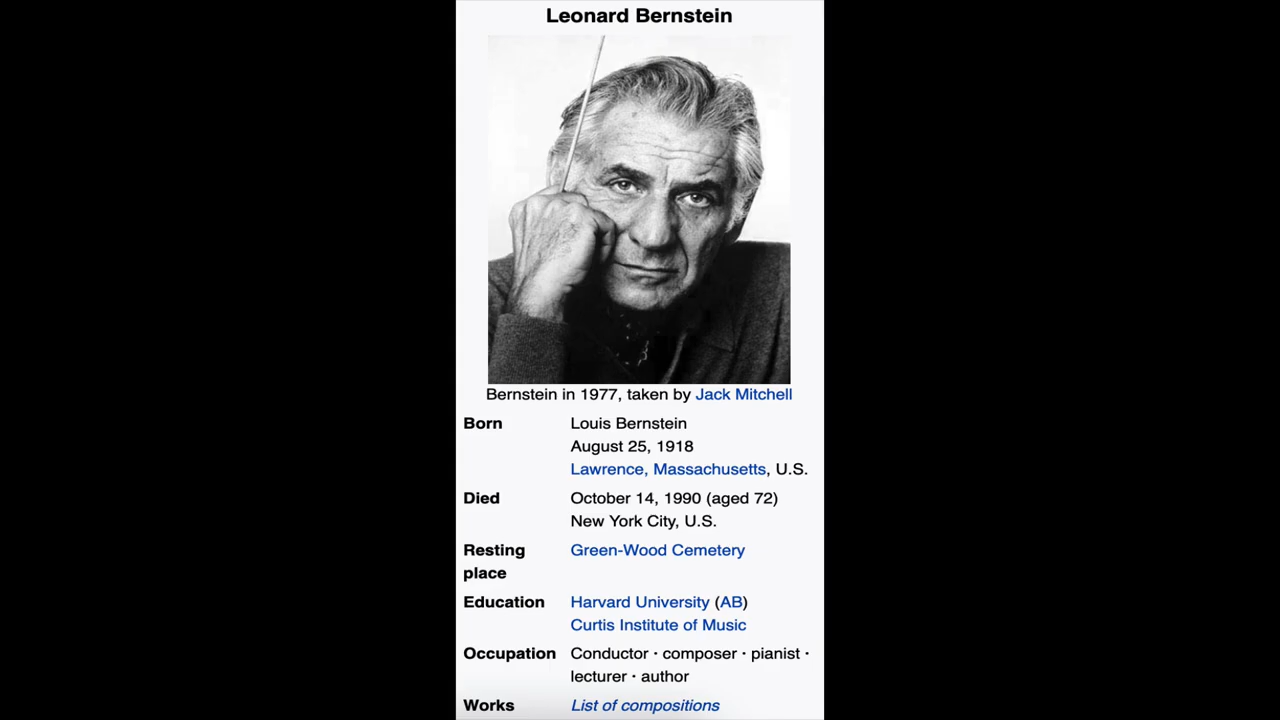 Leonard Bernstein
Bernstein in 1977, taken by Jack Mitchell
Born Louis Bernstein
August 25, 1918
Lawrence, Massachusetts, U.S.
Died October 14, 1990 (aged 72)
New York City, U.S.
Resting Green-Wood Cemetery
place
Education Harvard University (AB)
Curtis Institute of Music
Occupation Conductor · composer · pianist ·
lecturer · author
Works List of compositions